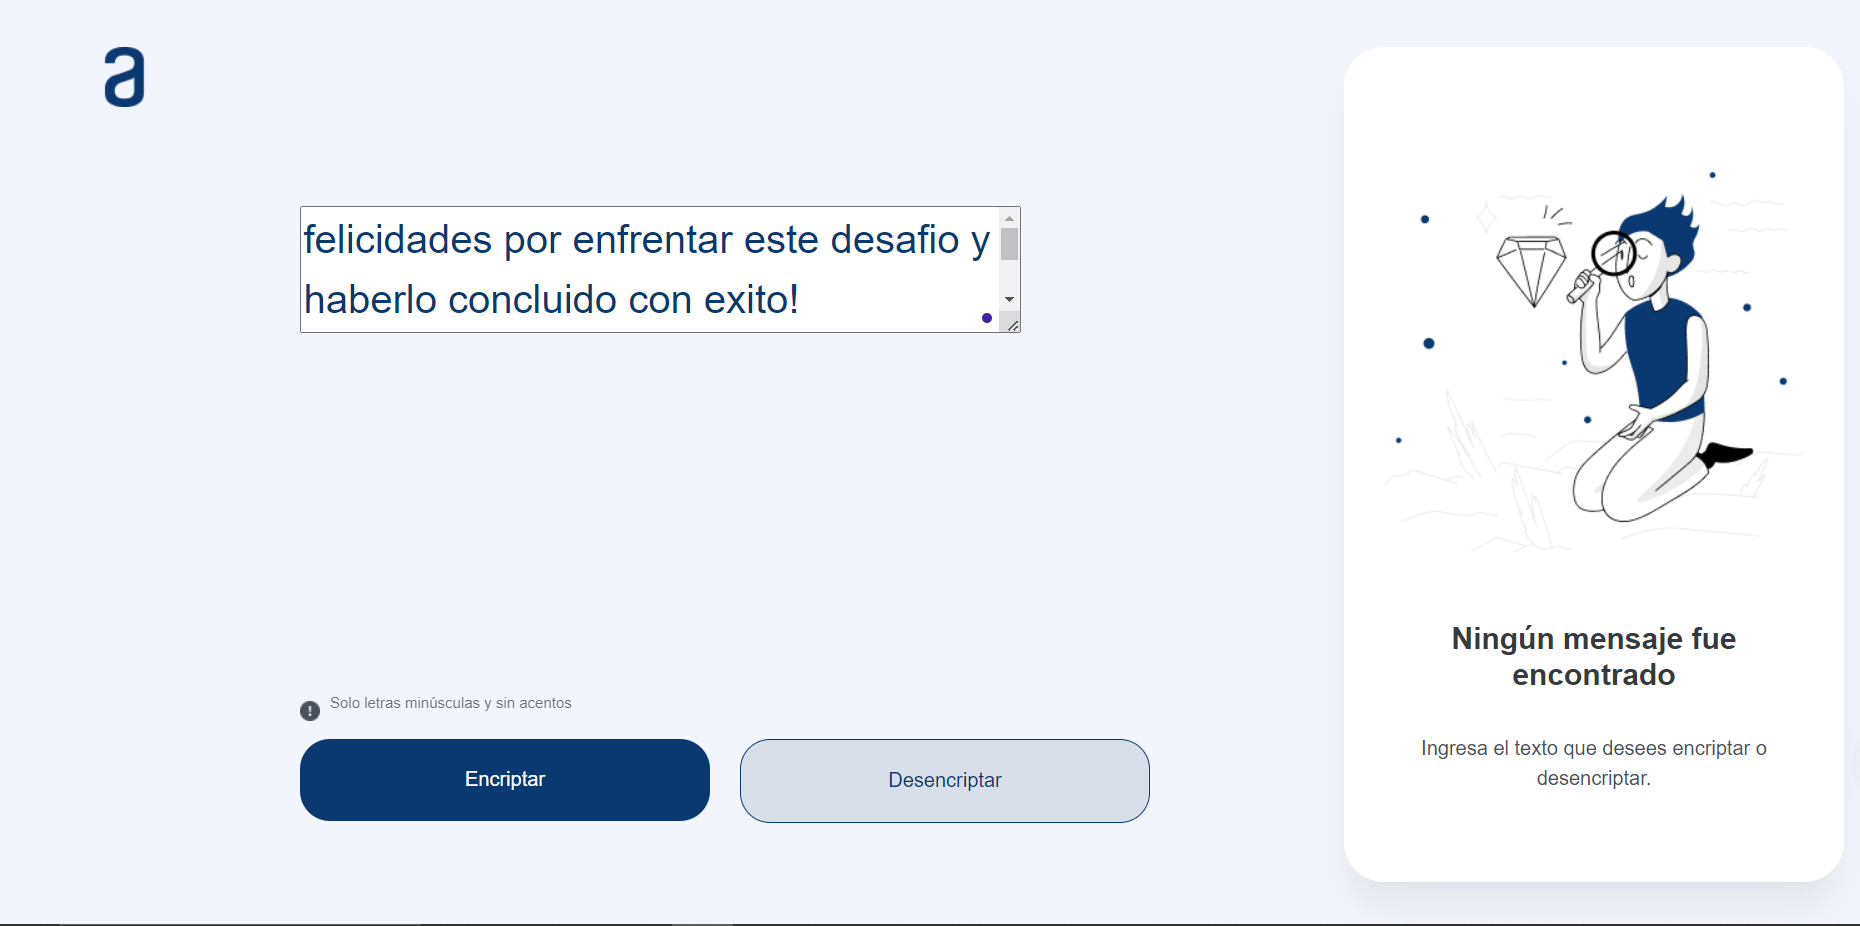 a
felicidades por enfrentar este desafio y
haberlo concluido con exito!
Solo letras minúsculas y sin acentos
Encriptar
Desencriptar
Ningún mensaje fue
encontrado
Ingresa el texto que desees encriptar o
desencriptar.